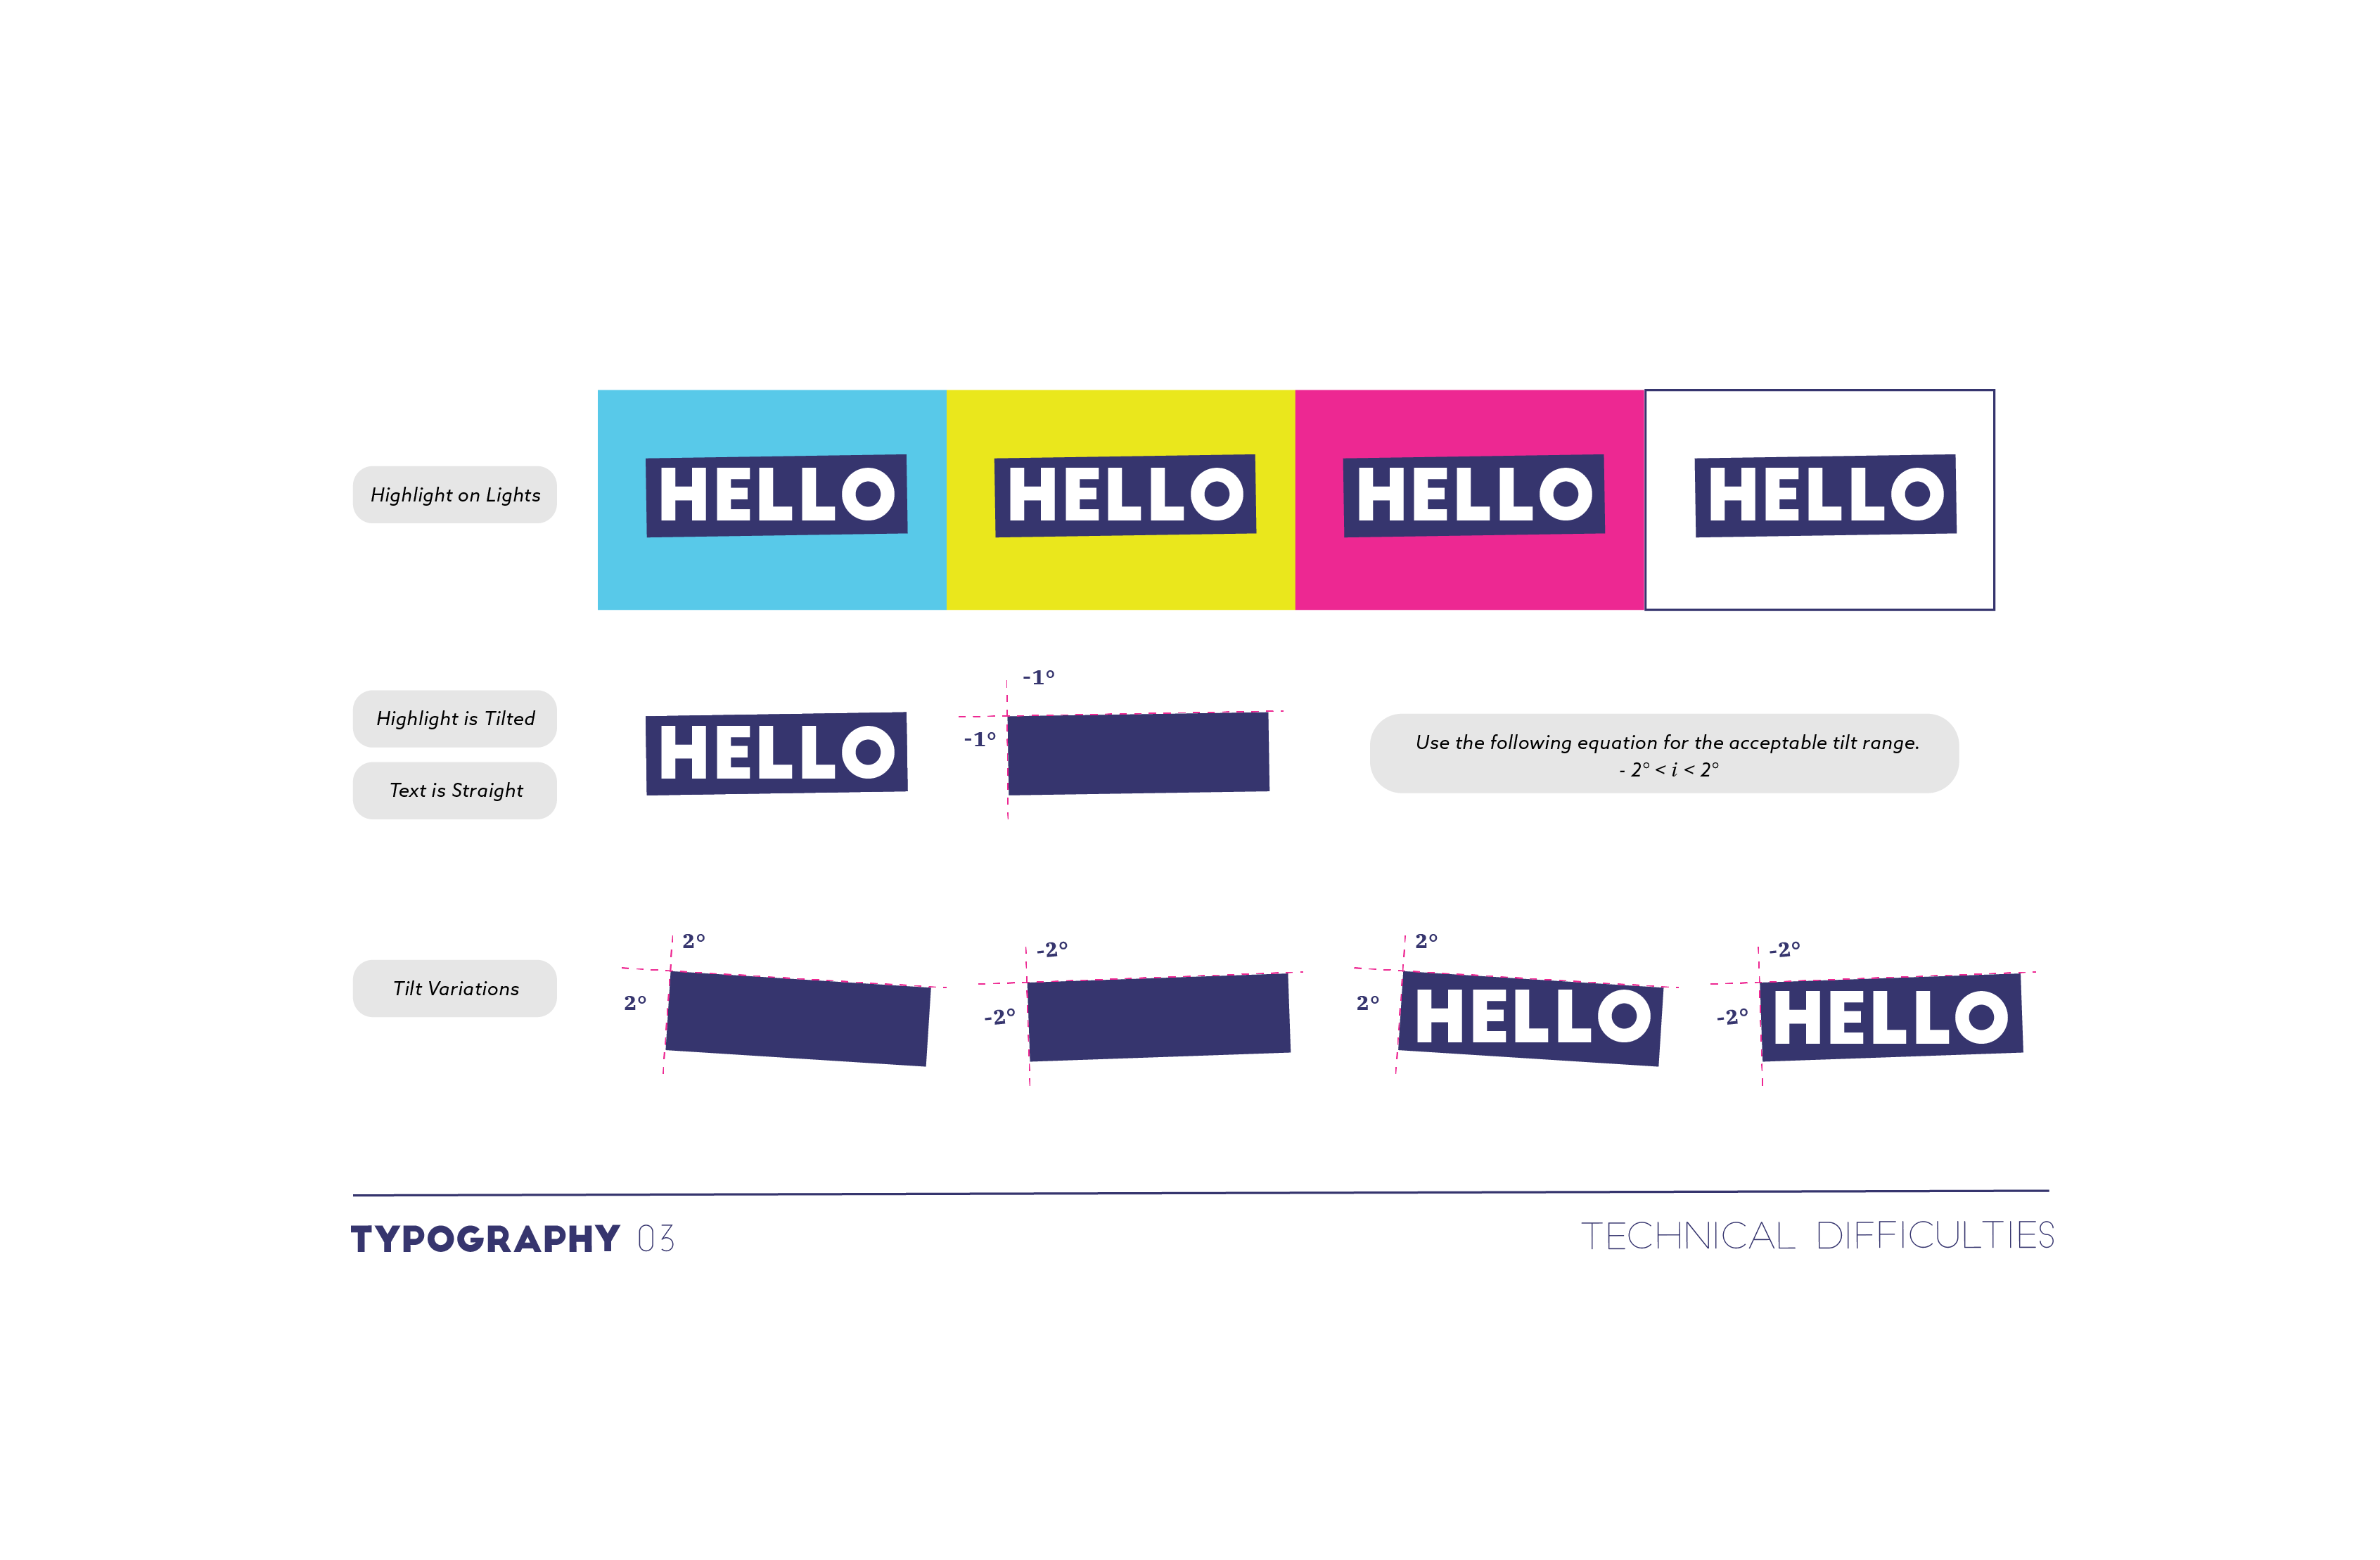 HELLO HELLO HELLO HELLO
Highlight on Lights
-1°
Highlight is Tilted
HELLO
-1°
Use the following equation for the acceptable tilt range.
- 2° < i < 2°
Text is Straight
2° -2° 2° -2°
Tilt Variations
2° -2° 2° HELLO -2° HELLO
TYPOGRAPHY 03
TECHNICAL DIFFICULTIES